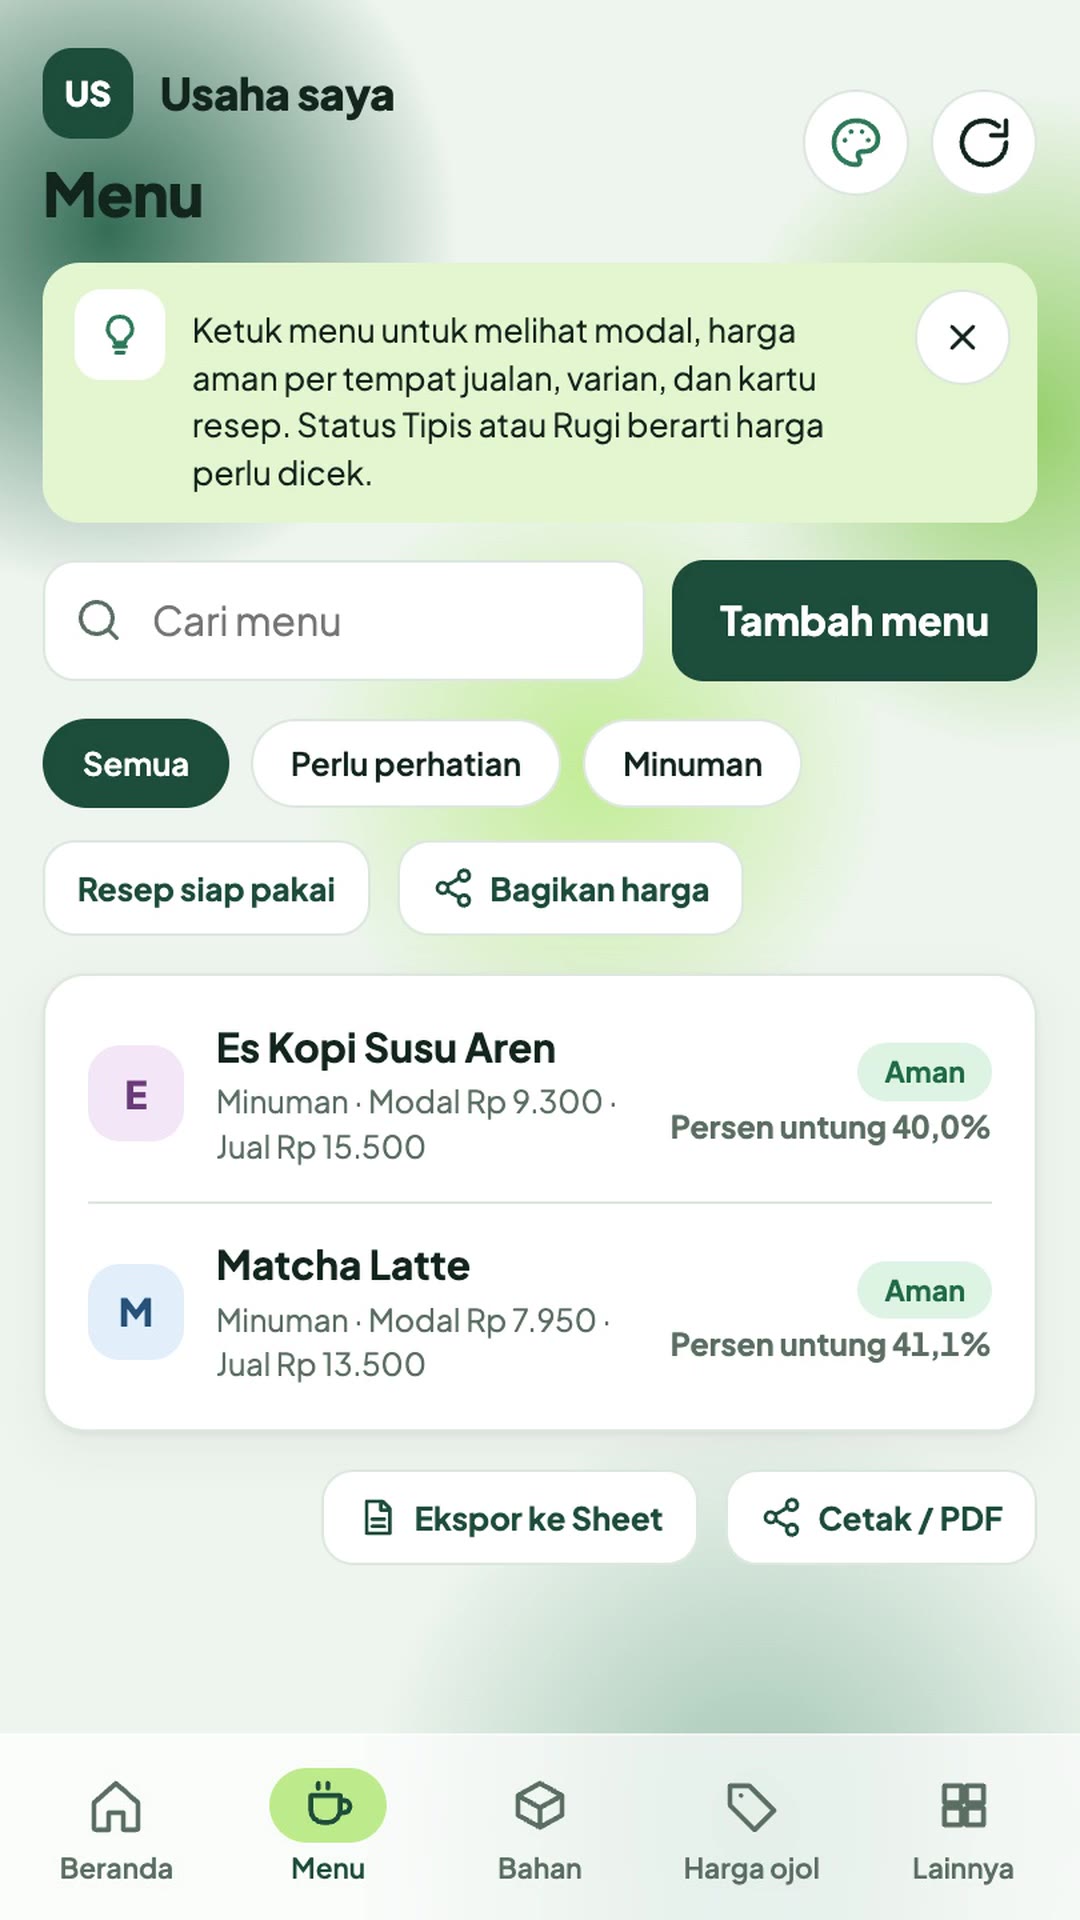 US
Usaha saya
Menu
Ketuk menu untuk melihat modal, harga
aman per tempat jualan, varian, dan kartu
resep. Status Tipis atau Rugi berarti harga
perlu dicek.
Cari menu
Tambah menu
Semua
Perlu perhatian
Minuman
Resep siap pakai
Bagikan harga
E
Es Kopi Susu Aren
Minuman · Modal Rp 9.300 ·
Jual Rp 15.500
Aman
Persen untung 40,0%
M
Matcha Latte
Minuman · Modal Rp 7.950 ·
Jual Rp 13.500
Aman
Persen untung 41,1%
Ekspor ke Sheet
Cetak / PDF
Beranda
Menu
Bahan
Harga ojol
Lainnya